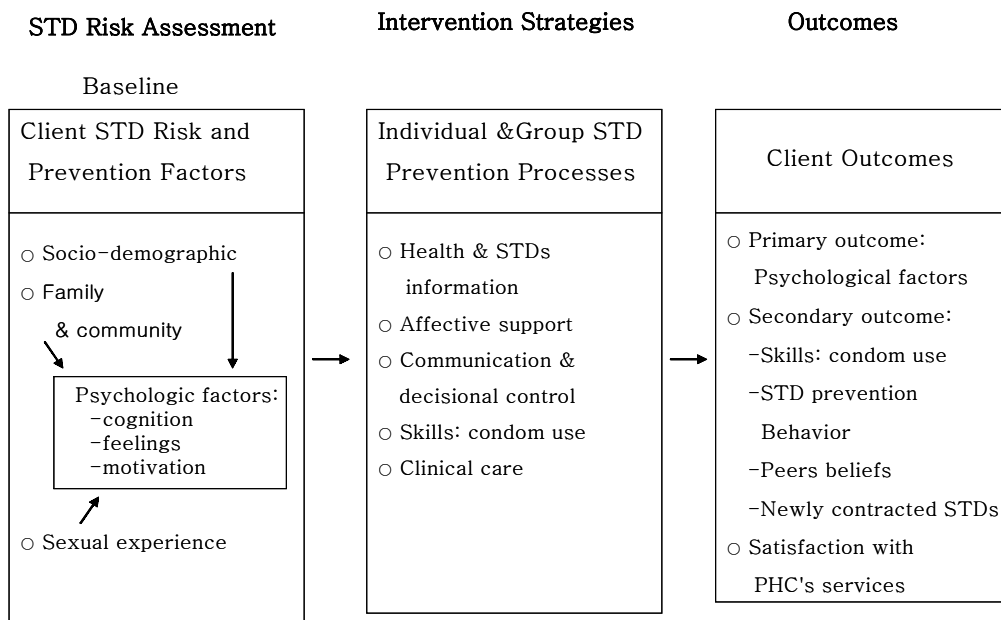 STD Risk Assessment
Baseline
Client STD Risk and
Prevention Factors
○ Socio-demographic
○ Family
& community
Psychologic factors:
-cognition
-feelings
-motivation
○ Sexual experience
Intervention Strategies
Individual &Group STD
Prevention Processes
○ Health & STDs
information
○ Affective support
○ Communication &
decisional control
○ Skills: condom use
○ Clinical care
Outcomes
Client Outcomes
○ Primary outcome:
Psychological factors
○ Secondary outcome:
-Skills: condom use
-STD prevention
Behavior
-Peers beliefs
-Newly contracted STDs
○ Satisfaction with
PHC's services